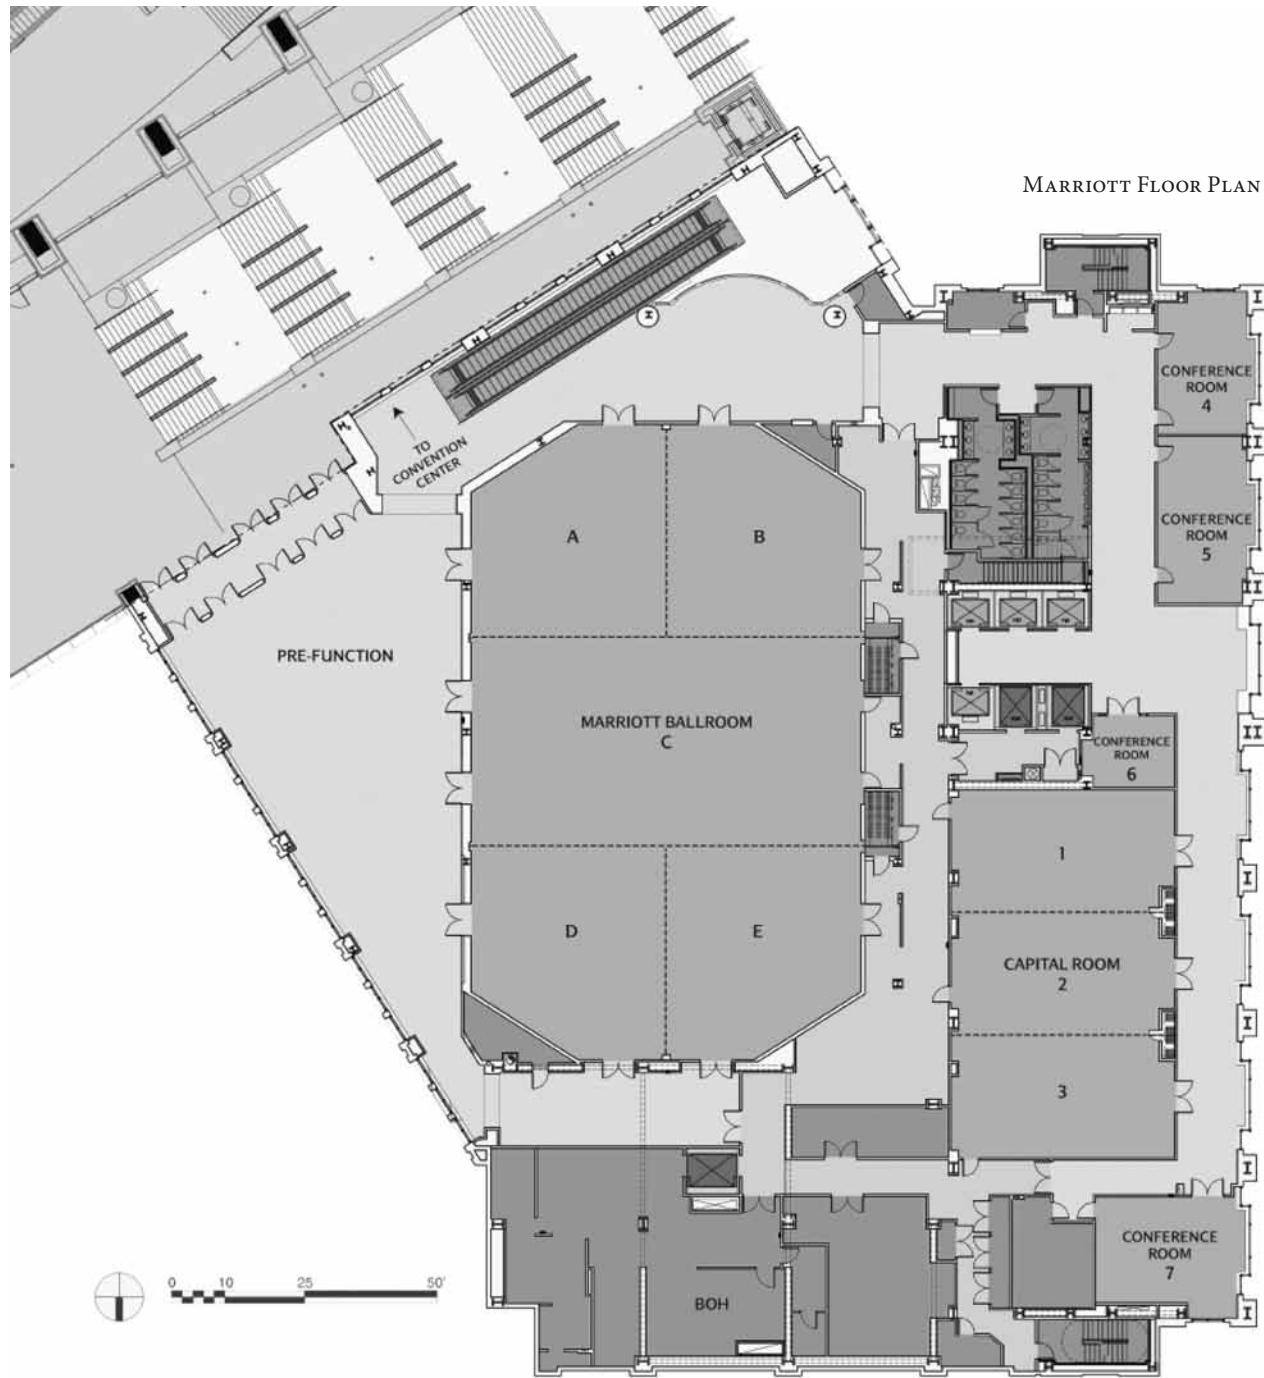 MARRIOTT FLOOR PLAN
CONFERENCE
ROOM
4
TO
CONVENTION
CENTER
A
B
CONFERENCE
ROOM
5
PRE-FUNCTION
MARRIOTT BALLROOM
C
CONFERENCE
ROOM
6
1
D
E
CAPITAL ROOM
2
3
CONFERENCE
ROOM
7
0 10 25 50'
BOH